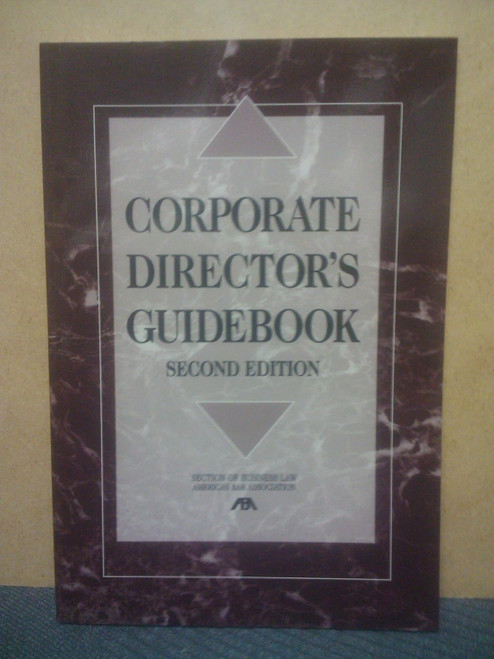 CORPORATE
DIRECTOR'S
GUIDEBOOK
SECOND EDITION
SECTION OF BUSINESS LAW
AMERICAN BAR ASSOCIATION
ABA